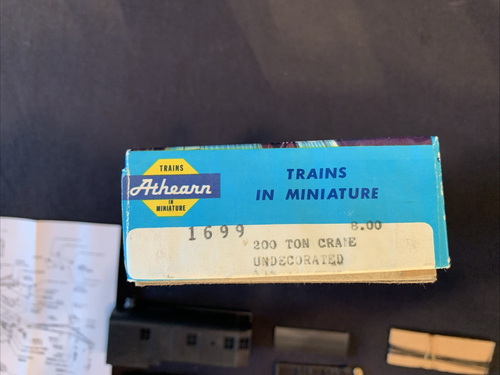 TRAINS
Athearn
IN
MINIATURE
TRAINS
IN MINIATURE
1699
8.00
200 TON CRANE
UNDECORATED